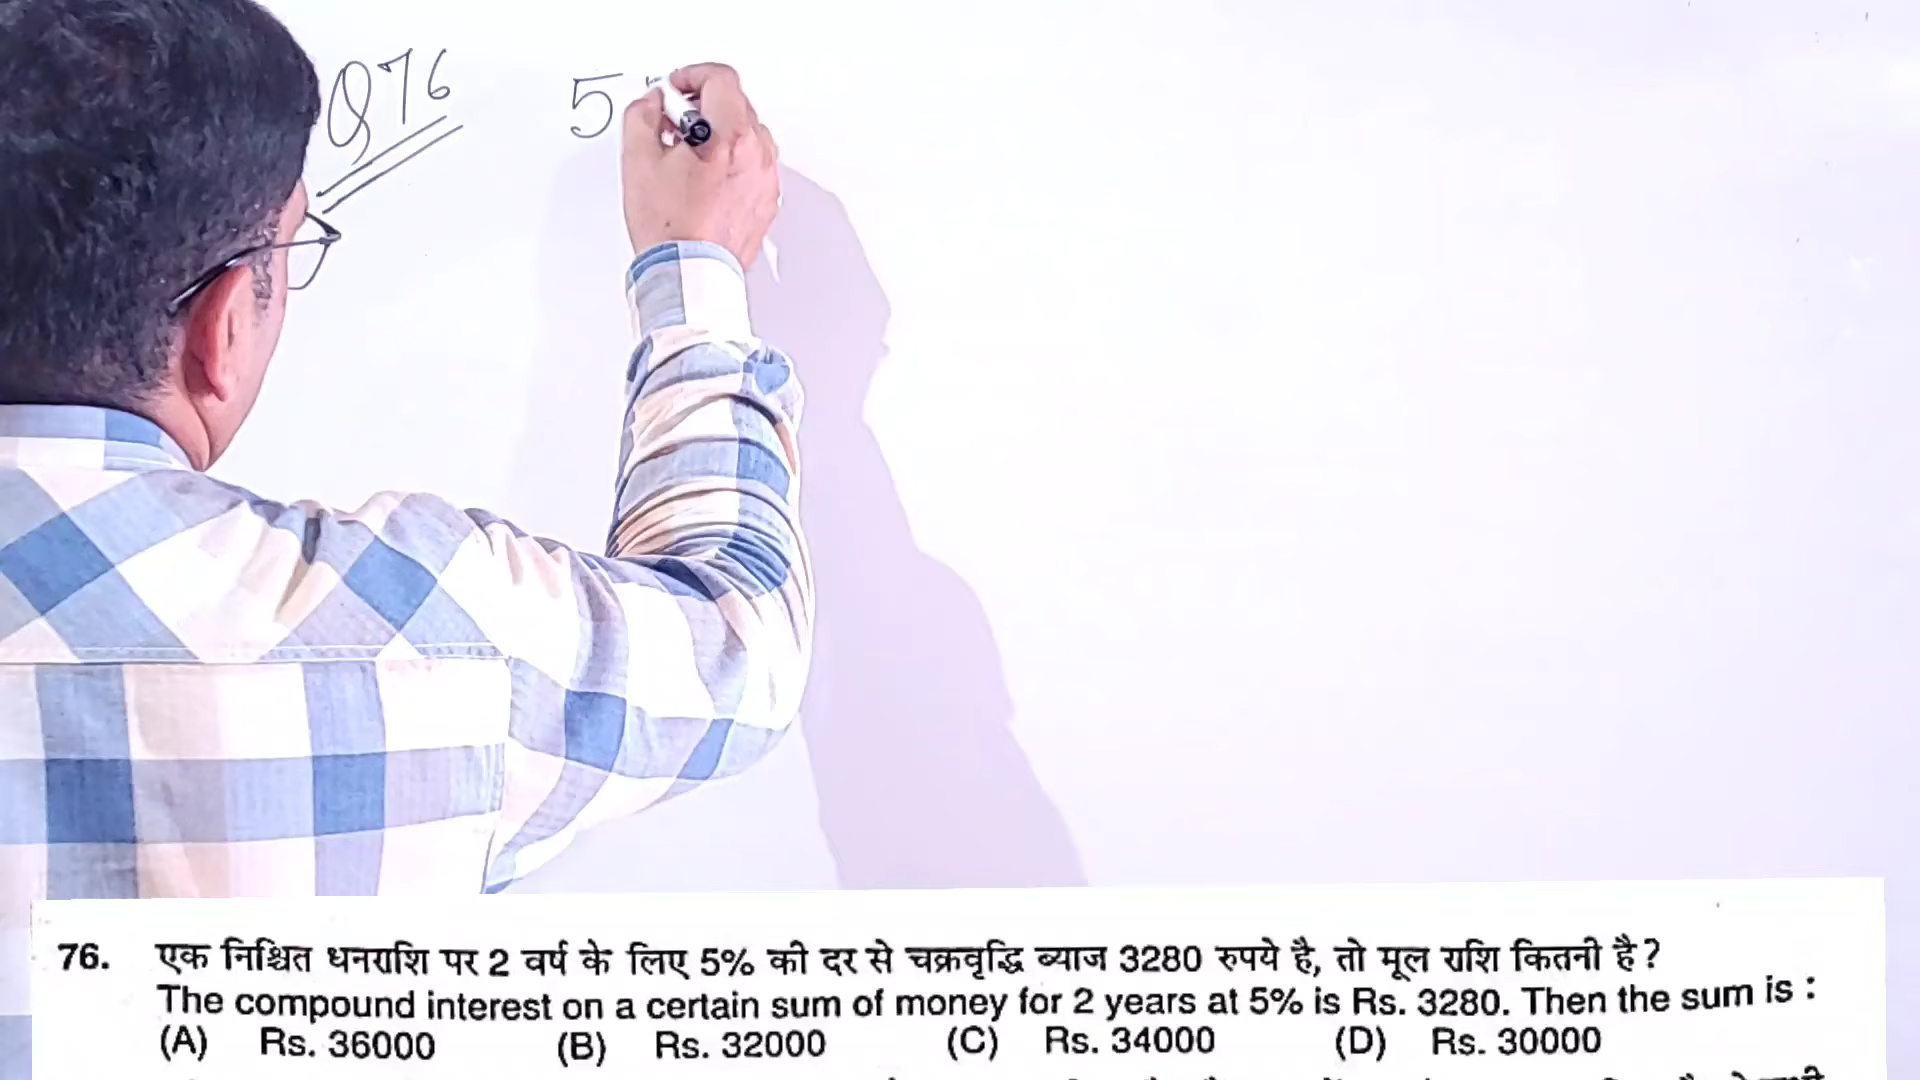 Q76
5
76. एक निश्चित धनराशि पर 2 वर्ष के लिए 5% की दर से चक्रवृद्धि ब्याज 3280 रुपये है, तो मूल राशि कितनी है?
The compound interest on a certain sum of money for 2 years at 5% is Rs. 3280. Then the sum is :
(A) Rs. 36000 (B) Rs. 32000 (C) Rs. 34000 (D) Rs. 30000